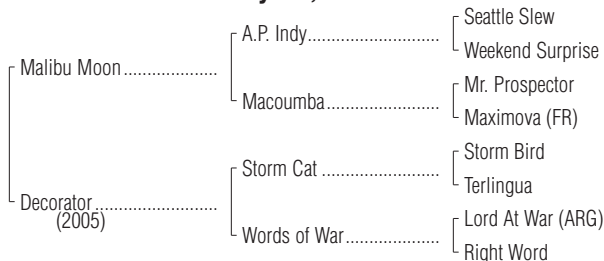 Seattle Slew
A.P. Indy
Weekend Surprise
Malibu Moon
Mr. Prospector
Macoumba
Maximova (FR)
Storm Bird
Storm Cat
Terlingua
Decorator
(2005)
Lord At War (ARG)
Words of War
Right Word